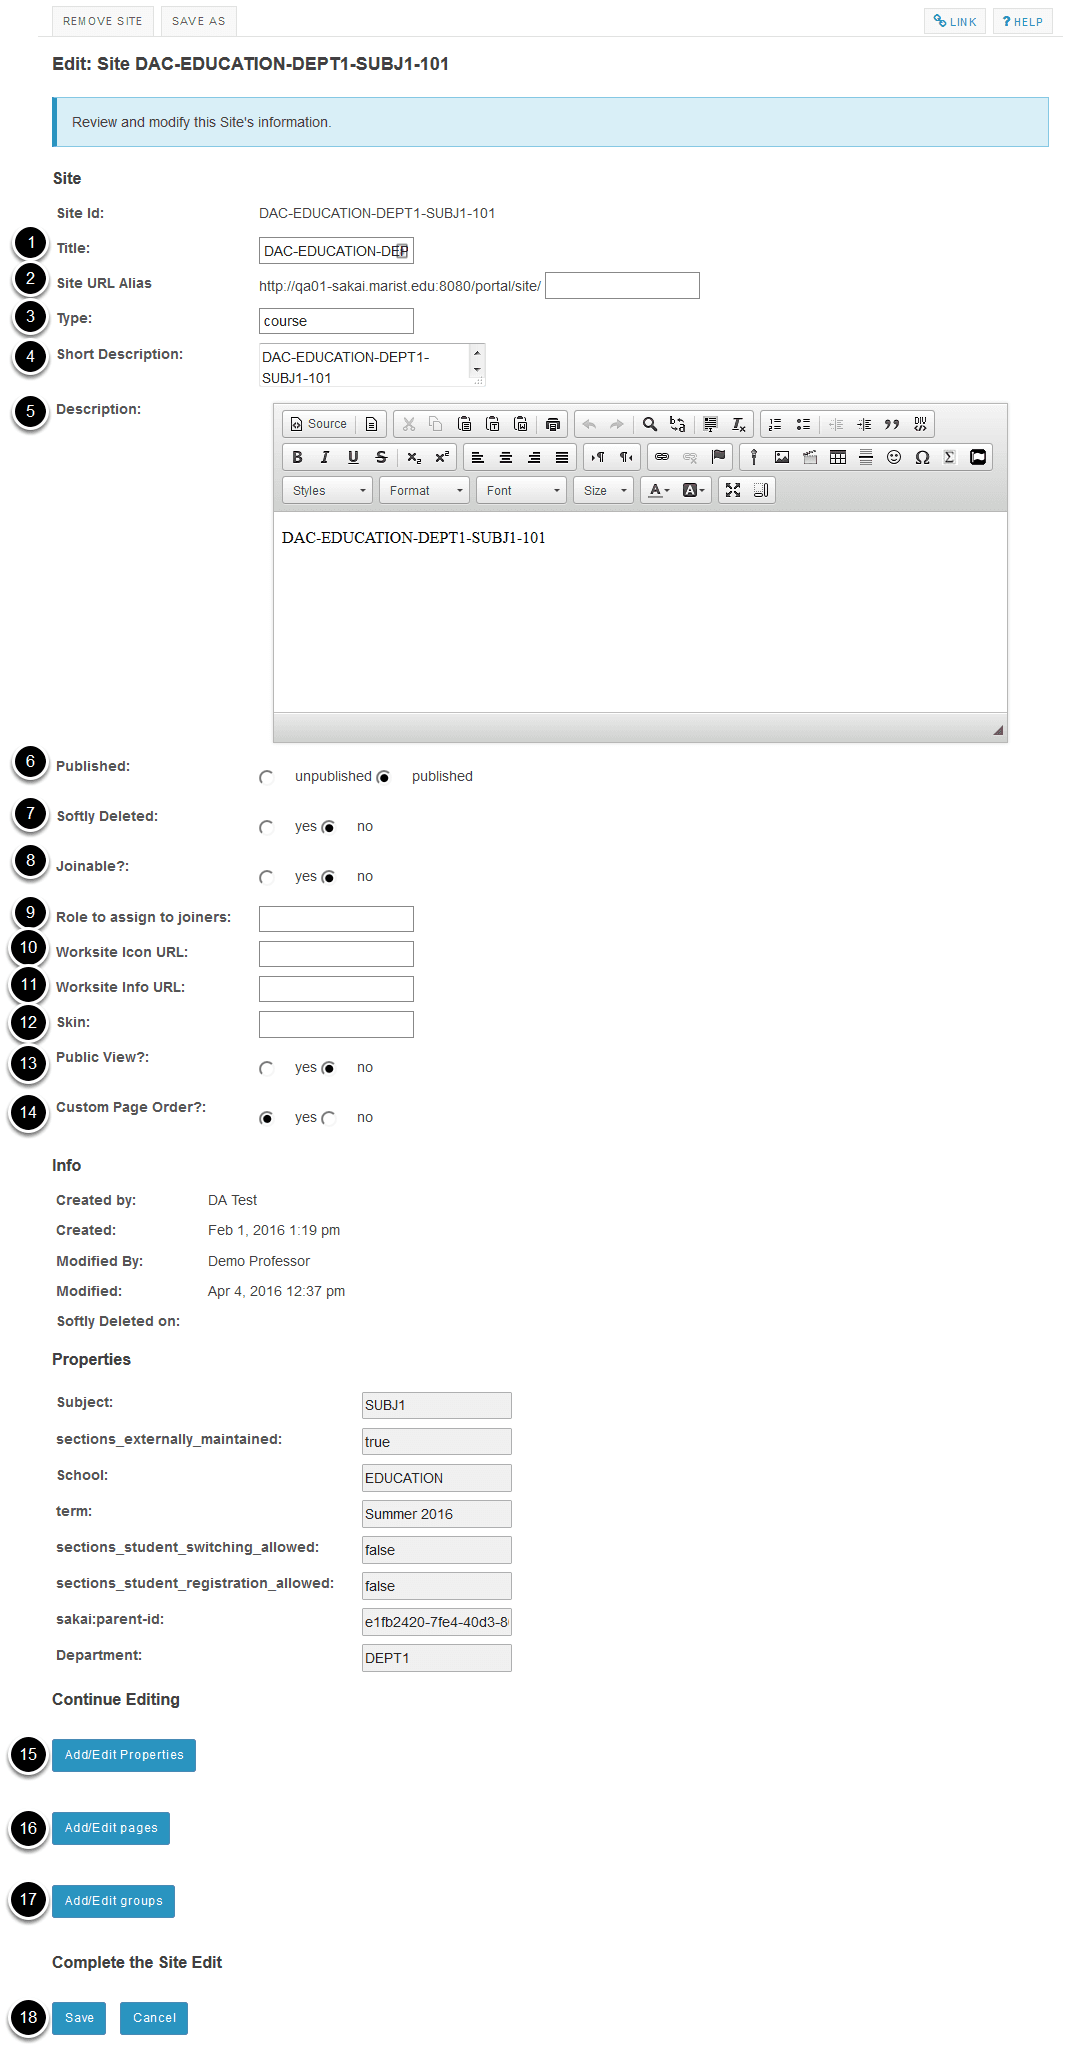 REMOVE SITE SAVE AS LINK ? HELP
Edit: Site DAC-EDUCATION-DEPT1-SUBJ1-101
Review and modify this Site's information.
Site
Site Id: DAC-EDUCATION-DEPT1-SUBJ1-101
1 Title: DAC-EDUCATION-DEP
2 Site URL Alias http://qa01-sakai.marist.edu:8080/portal/site/
3 Type: course
4 Short Description: DAC-EDUCATION-DEPT1-
SUBJ1-101
5 Description: Source
Styles Format Font Size
DAC-EDUCATION-DEPT1-SUBJ1-101
6 Published: unpublished published
7 Softly Deleted: yes no
8 Joinable?: yes no
9 Role to assign to joiners:
10 Worksite Icon URL:
11 Worksite Info URL:
12 Skin:
13 Public View?: yes no
14 Custom Page Order?: yes no
Info
Created by: DA Test
Created: Feb 1, 2016 1:19 pm
Modified By: Demo Professor
Modified: Apr 4, 2016 12:37 pm
Softly Deleted on:
Properties
Subject: SUBJ1
sections_externally_maintained: true
School: EDUCATION
term: Summer 2016
sections_student_switching_allowed: false
sections_student_registration_allowed: false
sakai:parent-id: e1fb2420-7fe4-40d3-8
Department: DEPT1
Continue Editing
15 Add/Edit Properties
16 Add/Edit pages
17 Add/Edit groups
Complete the Site Edit
18 Save Cancel